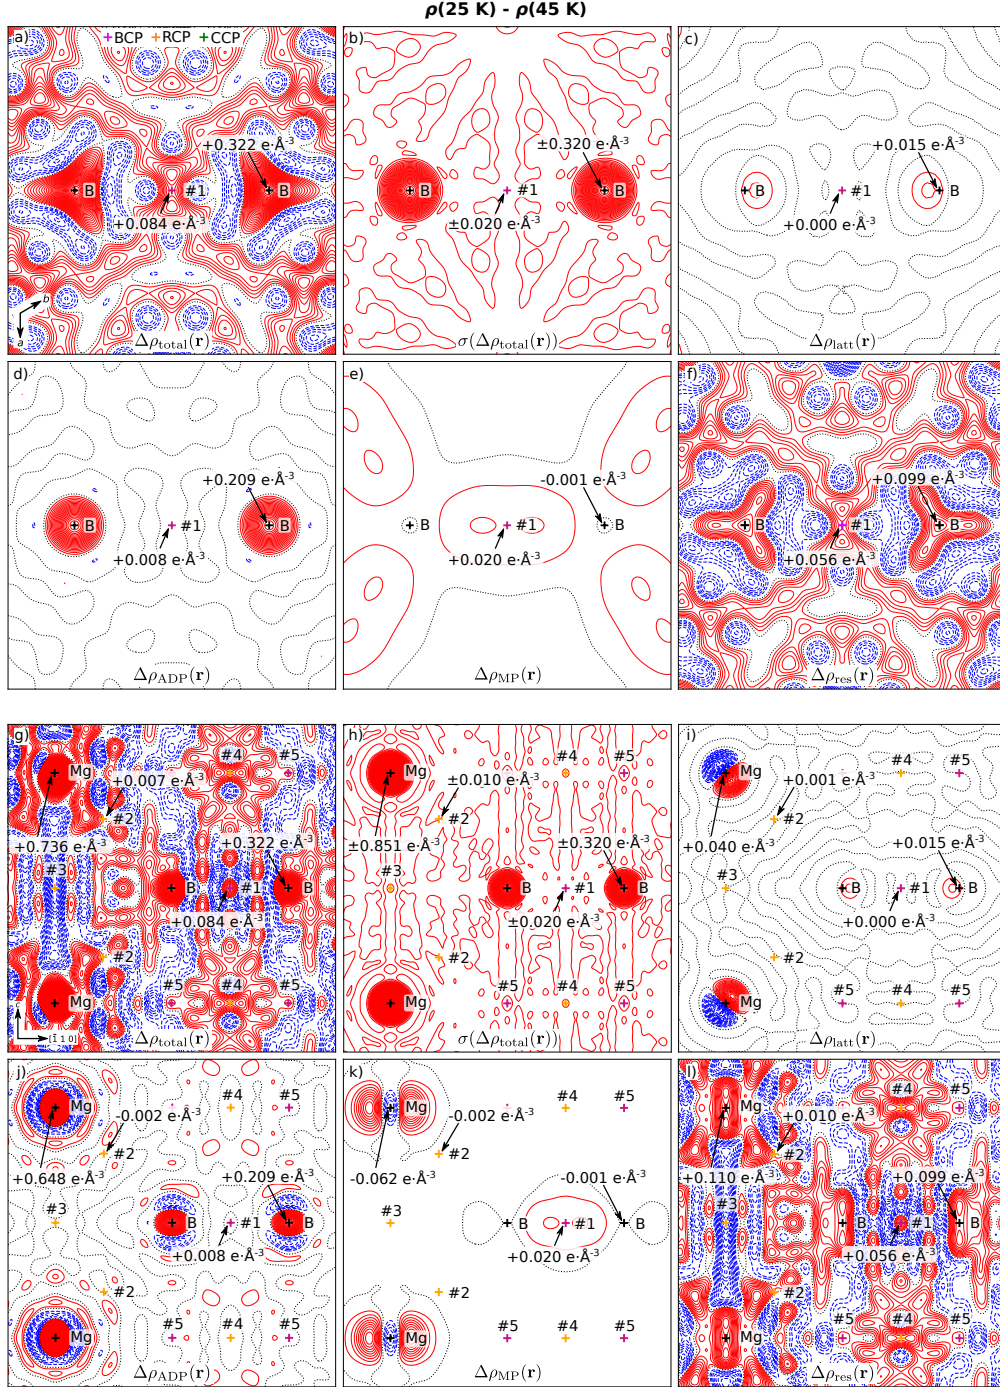 ρ(25 K) - ρ(45 K)
a) +BCP +RCP +CCP
+0.322 e·Å⁻³
B #1 B
+0.084 e·Å⁻³
b
a
Δρtotal(r)
b)
±0.320 e·Å⁻³
B #1 B
±0.020 e·Å⁻³
σ(Δρtotal(r))
c)
+0.015 e·Å⁻³
B #1 B
+0.000 e·Å⁻³
Δρlatt(r)
d)
+0.209 e·Å⁻³
B #1 B
+0.008 e·Å⁻³
ΔρADP(r)
e)
-0.001 e·Å⁻³
B #1 B
+0.020 e·Å⁻³
ΔρMP(r)
f)
+0.099 e·Å⁻³
B #1 B
+0.056 e·Å⁻³
Δρres(r)
g)
Mg #4 #5
+0.007 e·Å⁻³
#2
+0.736 e·Å⁻³ +0.322 e·Å⁻³
#3
B #1 B
+0.084 e·Å⁻³
#2
Mg #5 #4 #5
[1̄ 1 0]
Δρtotal(r)
h)
Mg #4 #5
±0.010 e·Å⁻³
#2
±0.851 e·Å⁻³ ±0.320 e·Å⁻³
#3
B #1 B
±0.020 e·Å⁻³
#2
Mg #5 #4 #5
σ(Δρtotal(r))
i)
Mg #4 #5
+0.001 e·Å⁻³
#2
+0.040 e·Å⁻³ +0.015 e·Å⁻³
#3
B #1 B
+0.000 e·Å⁻³
#2
Mg #5 #4 #5
Δρlatt(r)
j)
Mg #4 #5
-0.002 e·Å⁻³
#2
+0.648 e·Å⁻³ +0.209 e·Å⁻³
#3
B #1 B
+0.008 e·Å⁻³
#2
Mg #5 #4 #5
ΔρADP(r)
k)
Mg #4 #5
-0.002 e·Å⁻³
#2
-0.062 e·Å⁻³ -0.001 e·Å⁻³
#3
B #1 B
+0.020 e·Å⁻³
#2
Mg #5 #4 #5
ΔρMP(r)
l)
Mg #4 #5
+0.010 e·Å⁻³
#2
+0.110 e·Å⁻³ +0.099 e·Å⁻³
#3
B #1 B
+0.056 e·Å⁻³
#2
Mg #5 #4 #5
Δρres(r)